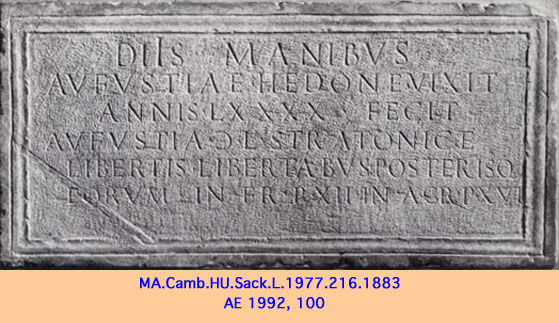 DIIS MANIBVS
AVFVSTIAE HEDONE VIXIT
ANNIS LXXXX FECIT
AVFVSTIA Ↄ L STRATONICE
LIBERTIS LIBERTABVS POSTERISQ
EORVM IN FR P XII IN AGR P XVI
MA.Camb.HU.Sack.L.1977.216.1883
AE 1992, 100